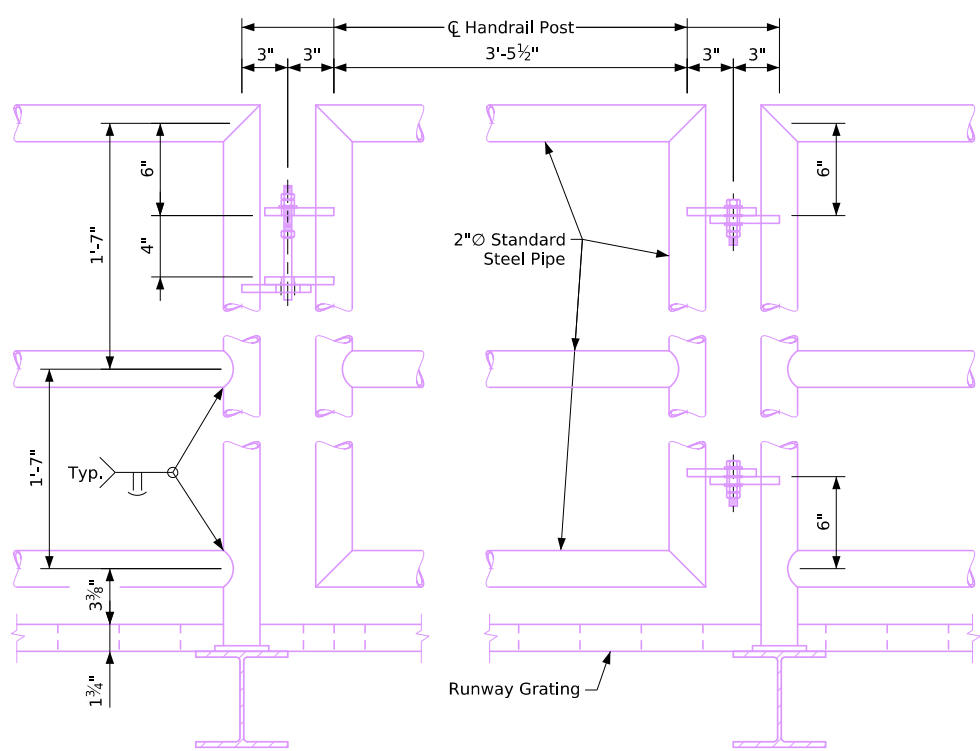 ℄ Handrail Post
3" 3" 3'-5½" 3" 3"
6"
6"
1'-7"
4"
2"∅ Standard
Steel Pipe
1'-7"
Typ.
6"
3⅜"
1¾"
Runway Grating